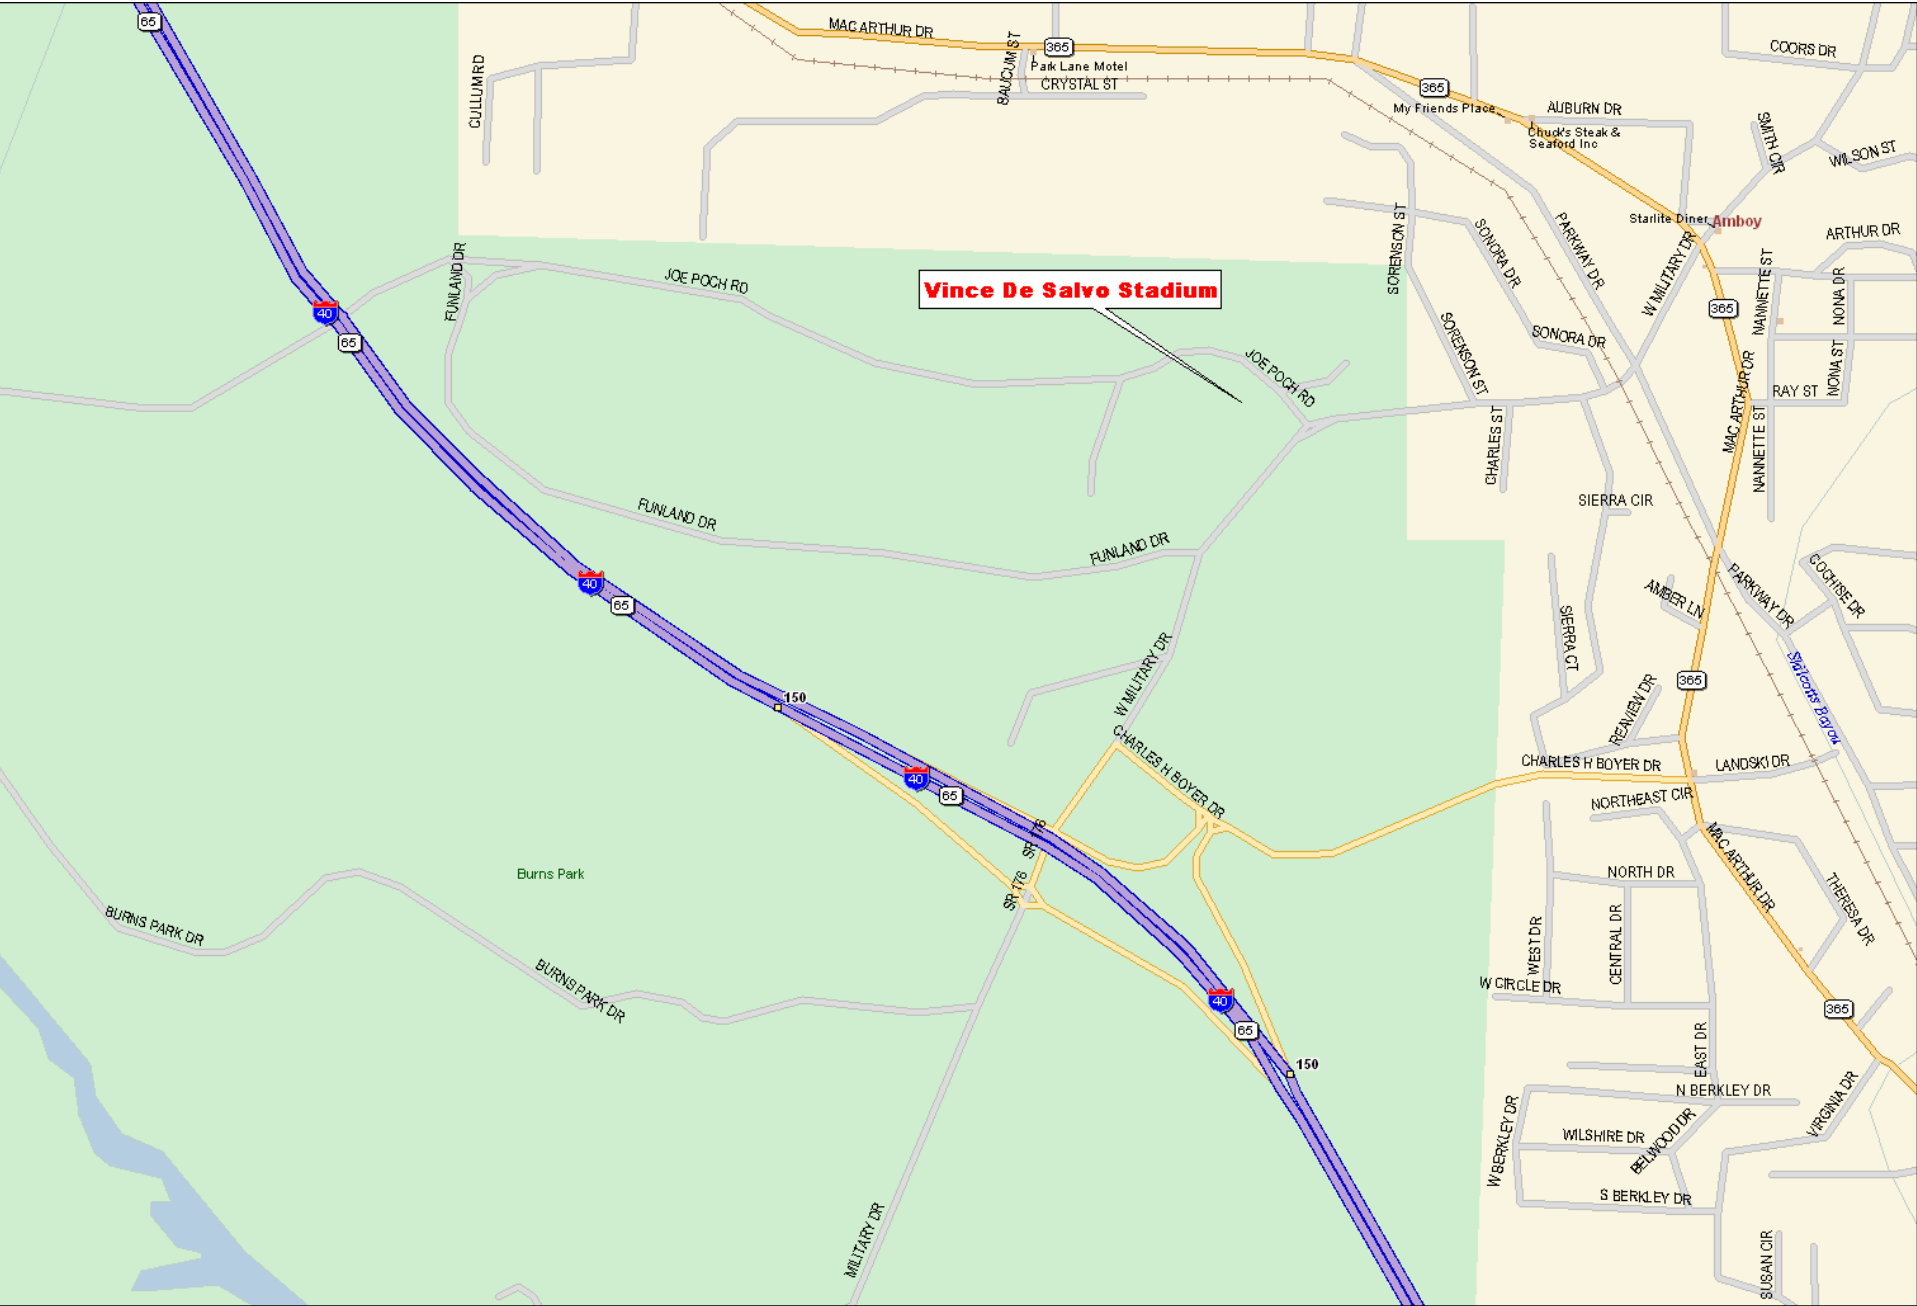 65
MAC ARTHUR DR
365
COORS DR
CULLUM RD
BAUCUM ST
Park Lane Motel
CRYSTAL ST
365
My Friends Place
AUBURN DR
Chuck's Steak &
Seaford Inc
SMITH CIR
WILSON ST
Starlite Diner
Amboy
ARTHUR DR
SORENSON ST
SONORA DR
PARKWAY DR
W MILITARY DR
NANNETTE ST
NONA DR
FUNLAND DR
JOE POCH RD
Vince De Salvo Stadium
40
65
365
SORENSON ST
SONORA DR
JOE POCH RD
MAC ARTHUR DR
NONA ST
RAY ST
CHARLES ST
NANNETTE ST
SIERRA CIR
FUNLAND DR
FUNLAND DR
40
65
AMBER LN
PARKWAY DR
COCHISE DR
SIERRA CT
W MILITARY DR
Shilcotts Bayou
150
365
REAVIEW DR
CHARLES H BOYER DR
CHARLES H BOYER DR
LANDSKI DR
40
65
NORTHEAST CIR
SR 176
MAC ARTHUR DR
Burns Park
SR 176
NORTH DR
THERESA DR
BURNS PARK DR
WEST DR
CENTRAL DR
BURNS PARK DR
W CIRCLE DR
40
65
365
EAST DR
150
N BERKLEY DR
VIRGINIA DR
W BERKLEY DR
WILSHIRE DR
BELWOOD DR
S BERKLEY DR
MILITARY DR
SUSAN CIR